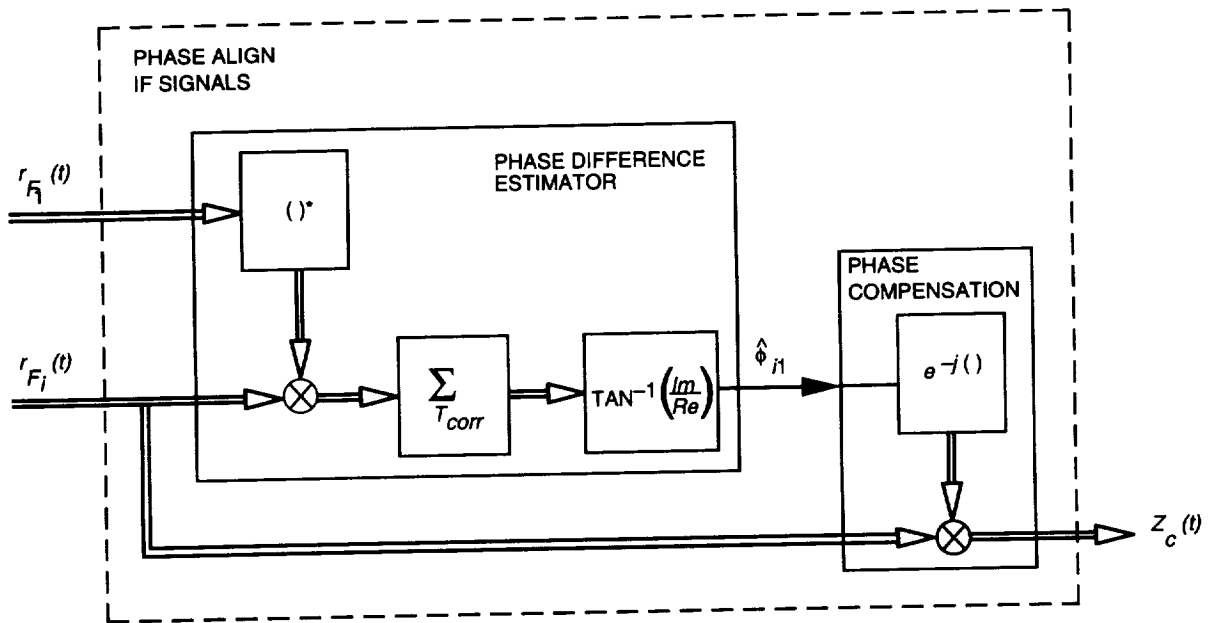 PHASE ALIGN
IF SIGNALS
r_F1 (t)
( )*
PHASE DIFFERENCE
ESTIMATOR
r_Fi (t)
Σ
T_corr
TAN⁻¹(Im/Re)
φ̂_i1
PHASE
COMPENSATION
e^−j ( )
Z_c (t)